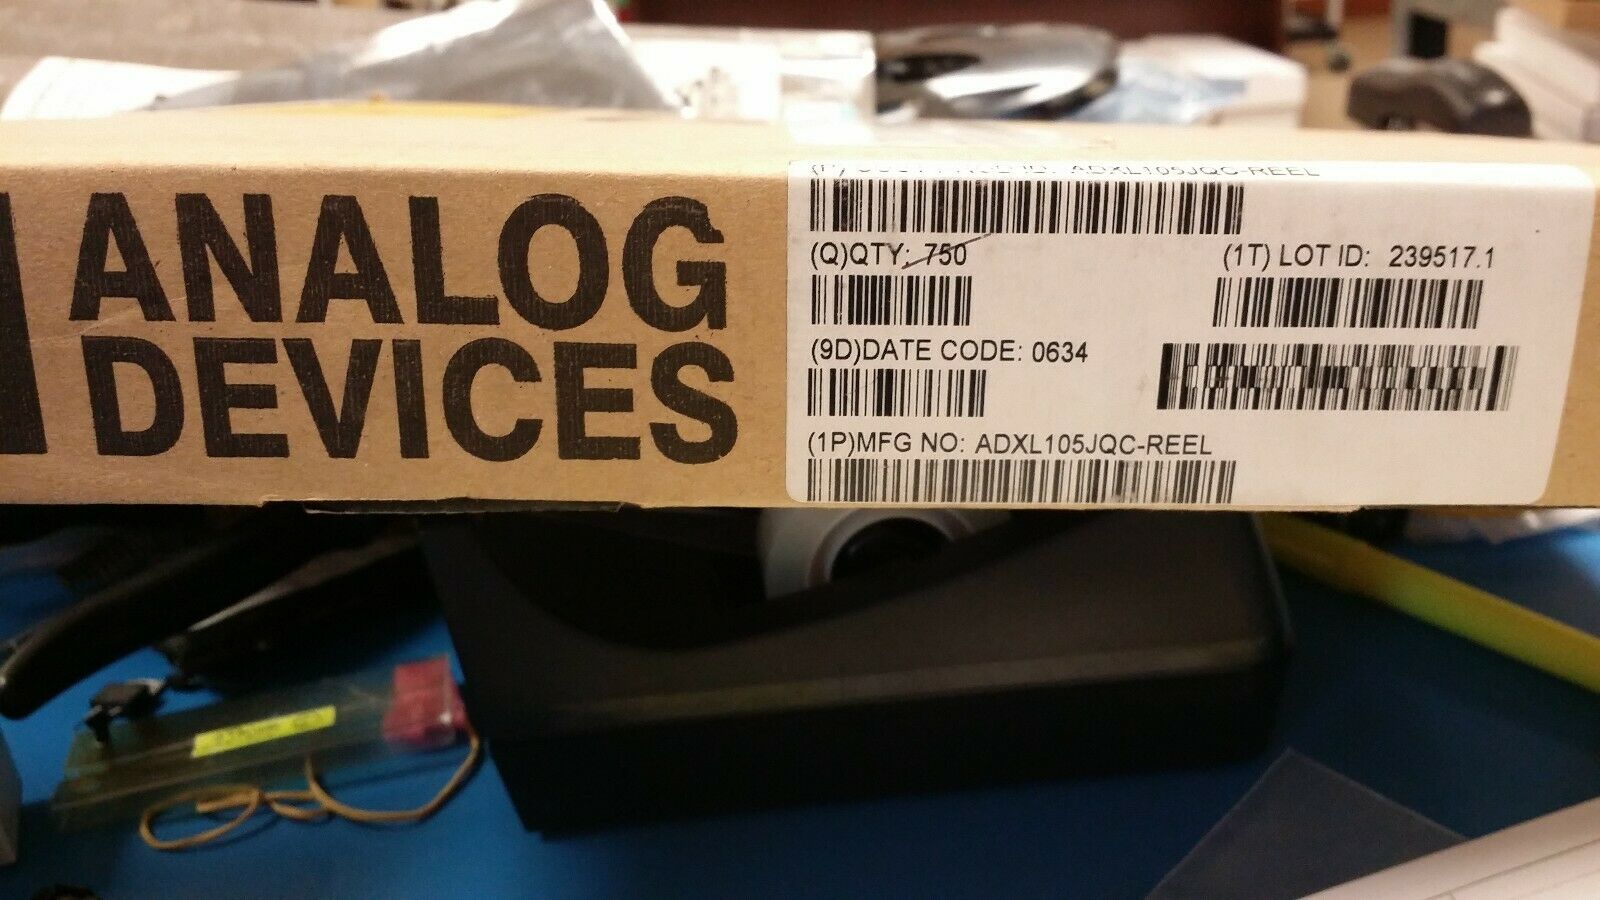 ANALOG
DEVICES
ADXL105JQC-REEL
(Q)QTY: 750
(1T) LOT ID: 239517.1
(9D)DATE CODE: 0634
(1P)MFG NO: ADXL105JQC-REEL